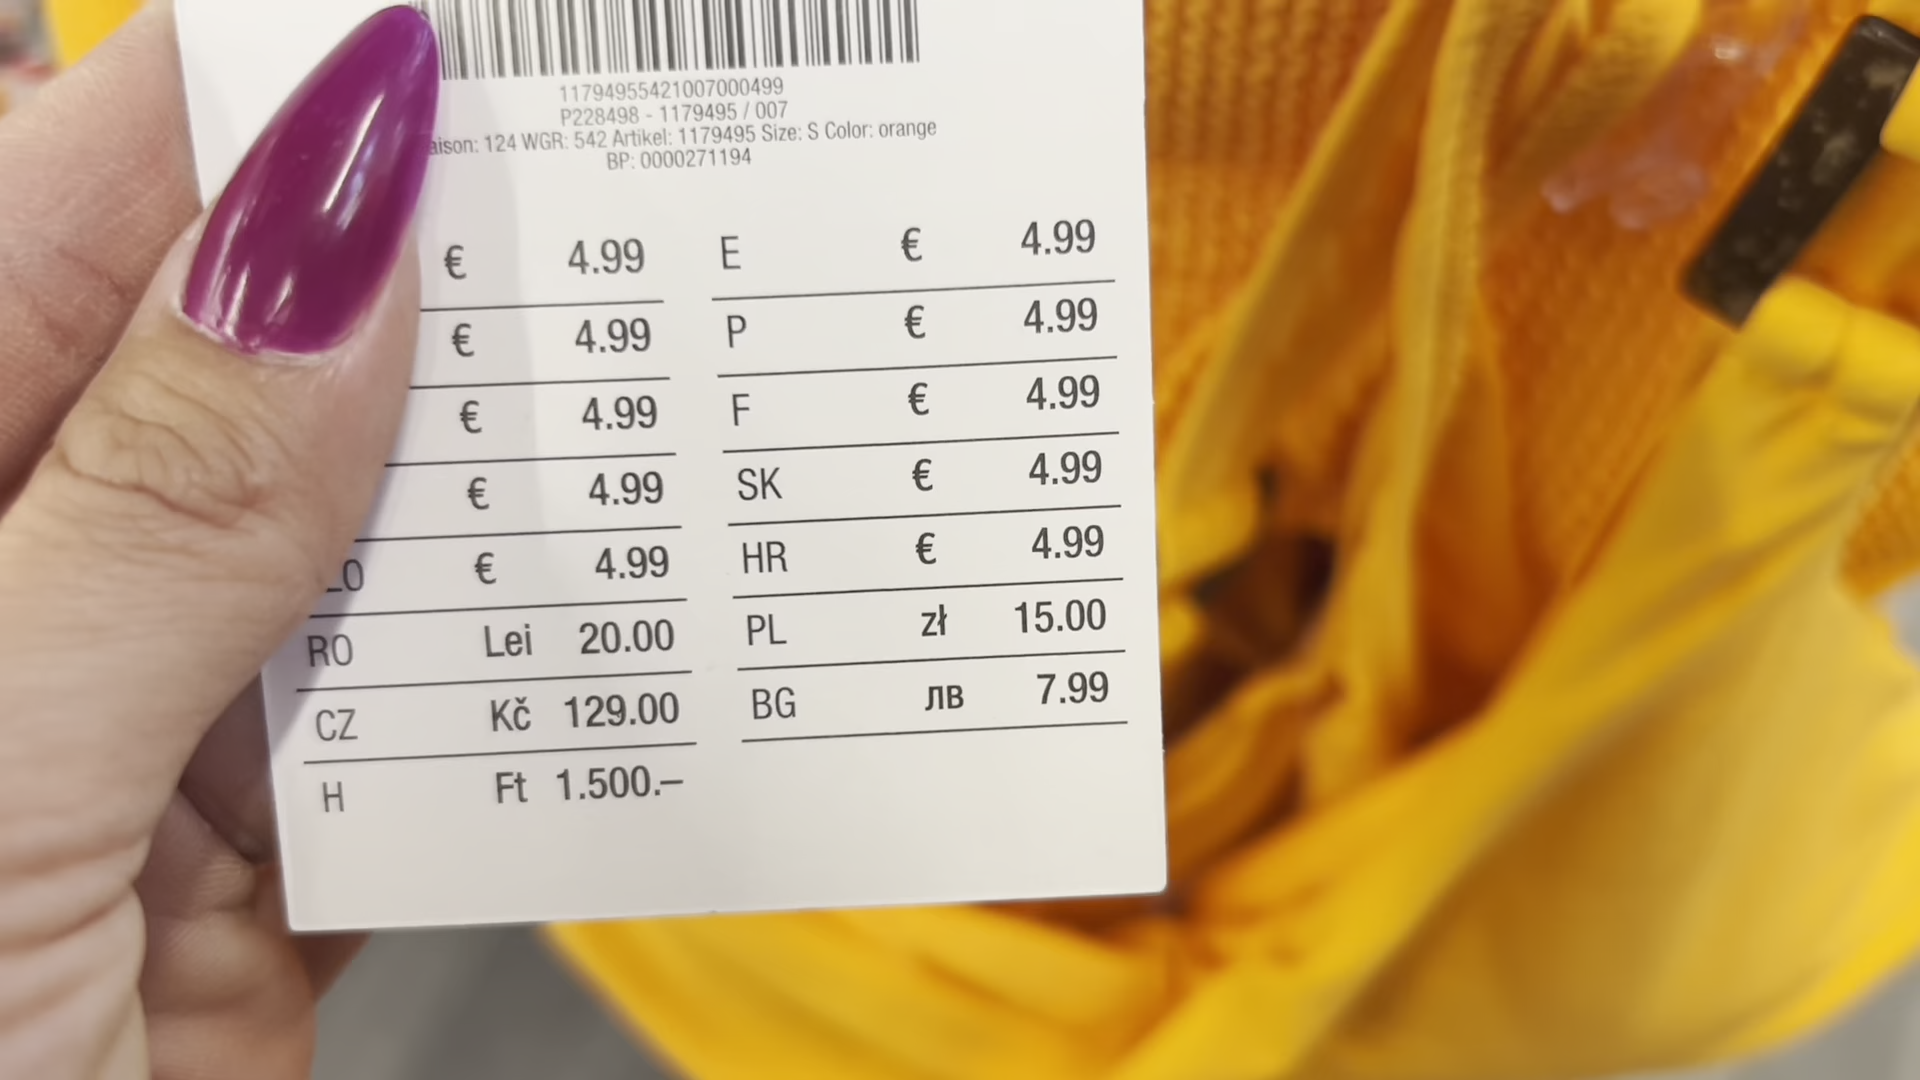 11794955421007000499
P228498 - 1179495 / 007
aison: 124 WGR: 542 Artikel: 1179495 Size: S Color: orange
BP: 0000271194
€ 4.99 E € 4.99
€ 4.99 P € 4.99
€ 4.99 F € 4.99
€ 4.99 SK € 4.99
LO € 4.99 HR € 4.99
RO Lei 20.00 PL zł 15.00
CZ Kč 129.00 BG лв 7.99
H Ft 1.500.–